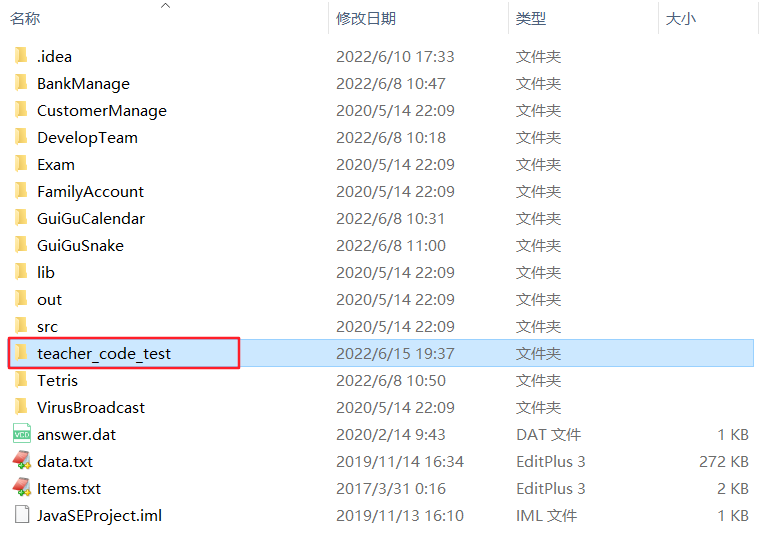 名称 修改日期 类型 大小
.idea 2022/6/10 17:33 文件夹
BankManage 2022/6/8 10:47 文件夹
CustomerManage 2020/5/14 22:09 文件夹
DevelopTeam 2022/6/8 10:18 文件夹
Exam 2020/5/14 22:09 文件夹
FamilyAccount 2020/5/14 22:09 文件夹
GuiGuCalendar 2022/6/8 10:31 文件夹
GuiGuSnake 2022/6/8 11:00 文件夹
lib 2020/5/14 22:09 文件夹
out 2020/5/14 22:09 文件夹
src 2020/5/14 22:09 文件夹
teacher_code_test 2022/6/15 19:37 文件夹
Tetris 2022/6/8 10:50 文件夹
VirusBroadcast 2020/5/14 22:09 文件夹
answer.dat 2020/2/14 9:43 DAT 文件 1 KB
data.txt 2019/11/14 16:34 EditPlus 3 272 KB
Items.txt 2017/3/31 0:16 EditPlus 3 2 KB
JavaSEProject.iml 2019/11/13 16:10 IML 文件 1 KB